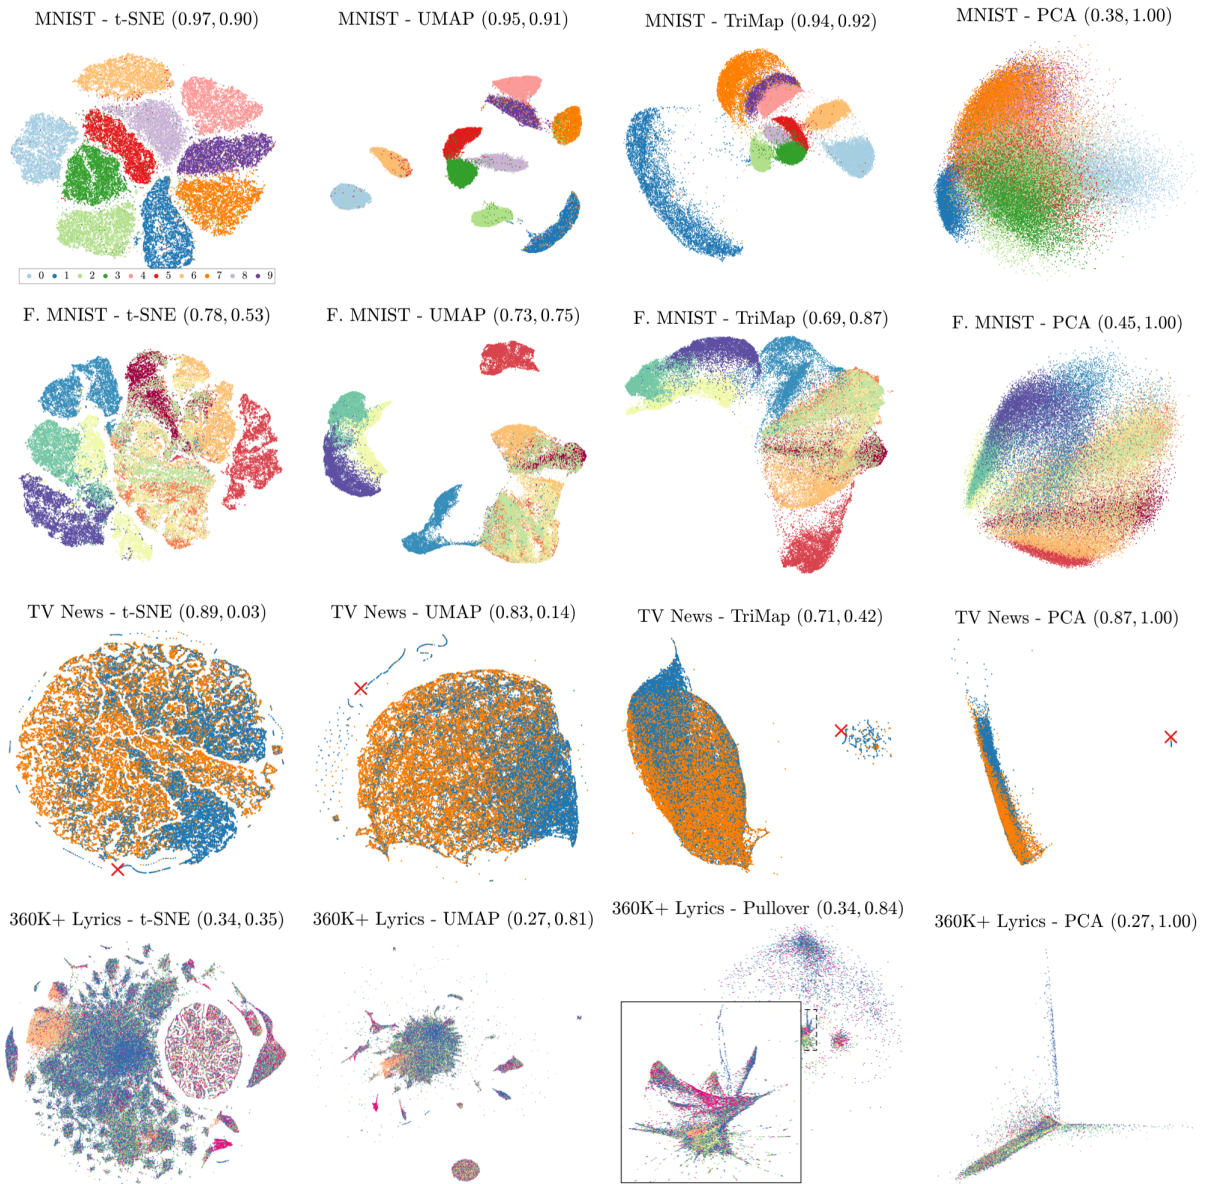 MNIST - t-SNE (0.97, 0.90)
MNIST - UMAP (0.95, 0.91)
MNIST - TriMap (0.94, 0.92)
MNIST - PCA (0.38, 1.00)
0 1 2 3 4 5 6 7 8 9
F. MNIST - t-SNE (0.78, 0.53)
F. MNIST - UMAP (0.73, 0.75)
F. MNIST - TriMap (0.69, 0.87)
F. MNIST - PCA (0.45, 1.00)
TV News - t-SNE (0.89, 0.03)
TV News - UMAP (0.83, 0.14)
TV News - TriMap (0.71, 0.42)
TV News - PCA (0.87, 1.00)
360K+ Lyrics - t-SNE (0.34, 0.35)
360K+ Lyrics - UMAP (0.27, 0.81)
360K+ Lyrics - Pullover (0.34, 0.84)
360K+ Lyrics - PCA (0.27, 1.00)